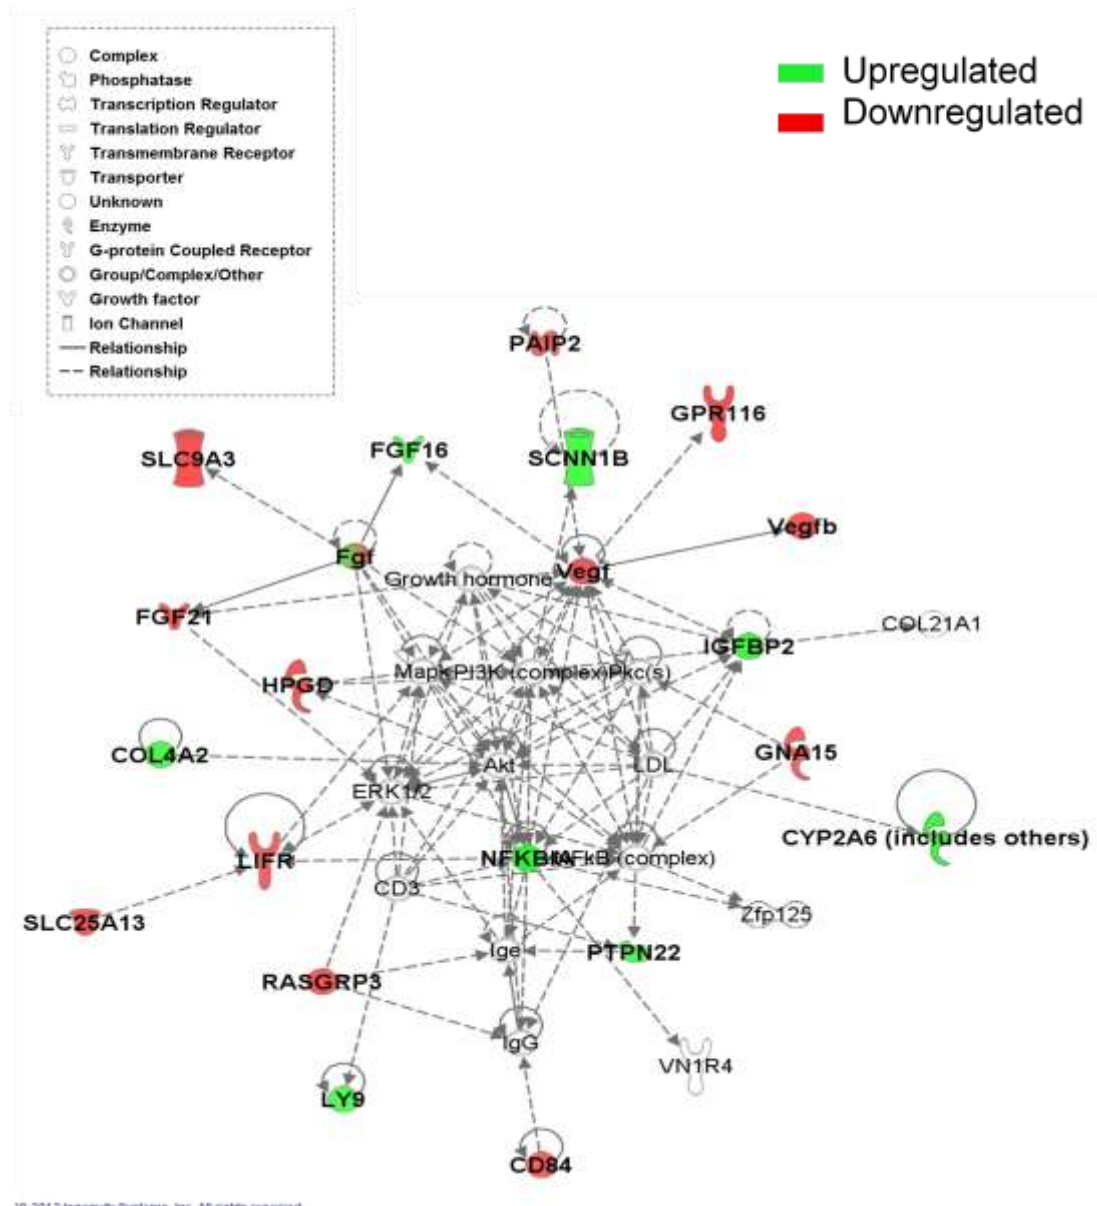 Complex
Phosphatase
Transcription Regulator
Translation Regulator
Transmembrane Receptor
Transporter
Unknown
Enzyme
G-protein Coupled Receptor
Group/Complex/Other
Growth factor
Ion Channel
Relationship
Relationship
Upregulated
Downregulated
PAIP2
GPR116
SLC9A3
FGF16
SCNN1B
Vegfb
Fgf
Growth hormone
Vegf
FGF21
COL21A1
IGFBP2
HPGD
Mapk
PI3K (complex)
Pkc(s)
COL4A2
GNA15
Akt
LDL
ERK1/2
CYP2A6 (includes others)
LIFR
NFKBIA
(complex)
CD3
SLC25A13
Zfp125
Ige
PTPN22
RASGRP3
IgG
VN1R4
LY9
CD84